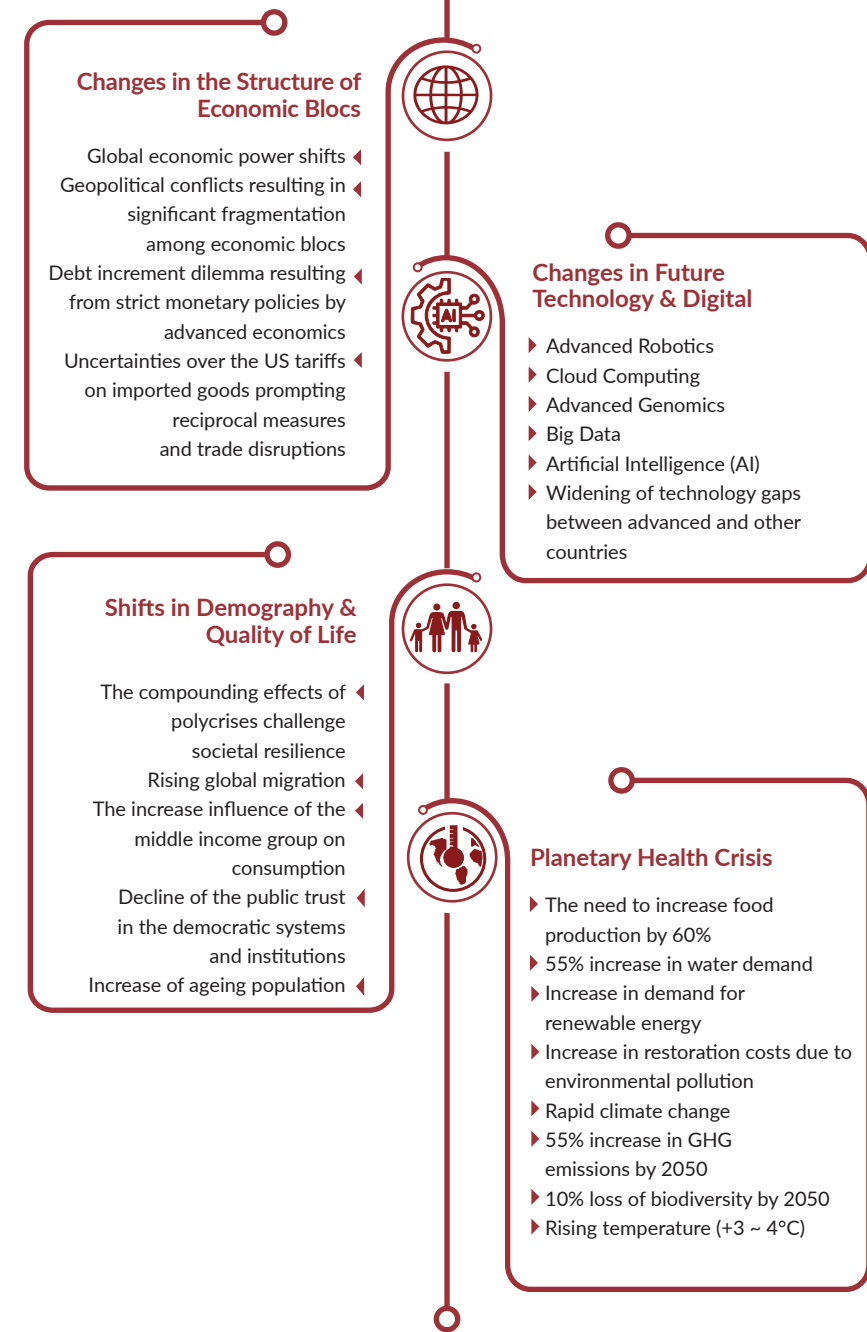 Changes in the Structure of
Economic Blocs
Global economic power shifts
Geopolitical conflicts resulting in
significant fragmentation
among economic blocs
Debt increment dilemma resulting
from strict monetary policies by
advanced economics
Uncertainties over the US tariffs
on imported goods prompting
reciprocal measures
and trade disruptions
AI
Changes in Future
Technology & Digital
Advanced Robotics
Cloud Computing
Advanced Genomics
Big Data
Artificial Intelligence (AI)
Widening of technology gaps
between advanced and other
countries
Shifts in Demography &
Quality of Life
The compounding effects of
polycrises challenge
societal resilience
Rising global migration
The increase influence of the
middle income group on
consumption
Decline of the public trust
in the democratic systems
and institutions
Increase of ageing population
Planetary Health Crisis
The need to increase food
production by 60%
55% increase in water demand
Increase in demand for
renewable energy
Increase in restoration costs due to
environmental pollution
Rapid climate change
55% increase in GHG
emissions by 2050
10% loss of biodiversity by 2050
Rising temperature (+3 ~ 4°C)